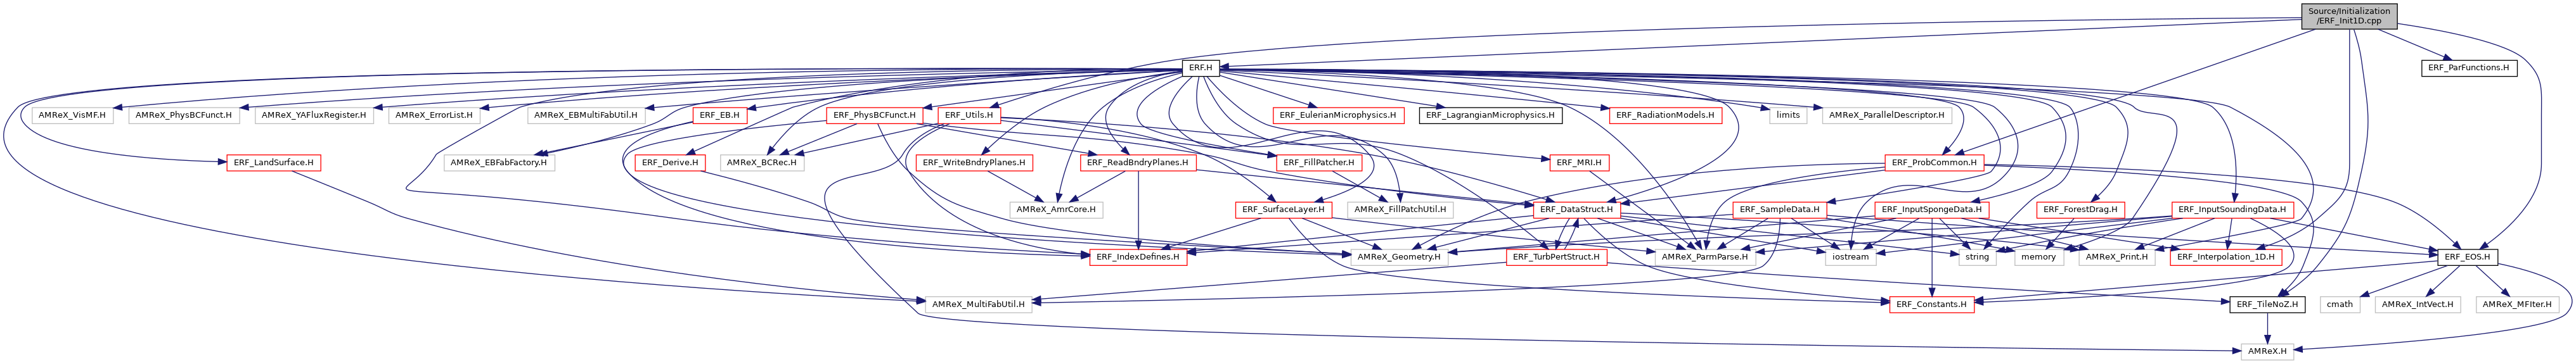 Source/Initialization
/ERF_Init1D.cpp
ERF.H
ERF_ParFunctions.H
AMReX_VisMF.H
AMReX_PhysBCFunct.H
AMReX_YAFluxRegister.H
AMReX_ErrorList.H
AMReX_EBMultiFabUtil.H
ERF_EB.H
ERF_PhysBCFunct.H
ERF_Utils.H
ERF_EulerianMicrophysics.H
ERF_LagrangianMicrophysics.H
ERF_RadiationModels.H
limits
AMReX_ParallelDescriptor.H
ERF_LandSurface.H
AMReX_EBFabFactory.H
ERF_Derive.H
AMReX_BCRec.H
ERF_WriteBndryPlanes.H
ERF_ReadBndryPlanes.H
ERF_FillPatcher.H
ERF_MRI.H
ERF_ProbCommon.H
AMReX_AmrCore.H
ERF_SurfaceLayer.H
AMReX_FillPatchUtil.H
ERF_DataStruct.H
ERF_SampleData.H
ERF_InputSpongeData.H
ERF_ForestDrag.H
ERF_InputSoundingData.H
ERF_IndexDefines.H
AMReX_Geometry.H
ERF_TurbPertStruct.H
AMReX_ParmParse.H
iostream
string
memory
AMReX_Print.H
ERF_Interpolation_1D.H
ERF_EOS.H
AMReX_MultiFabUtil.H
ERF_Constants.H
ERF_TileNoZ.H
cmath
AMReX_IntVect.H
AMReX_MFIter.H
AMReX.H